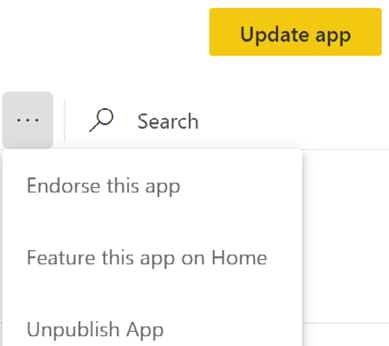 Update app
... Search
Endorse this app
Feature this app on Home
Unpublish App